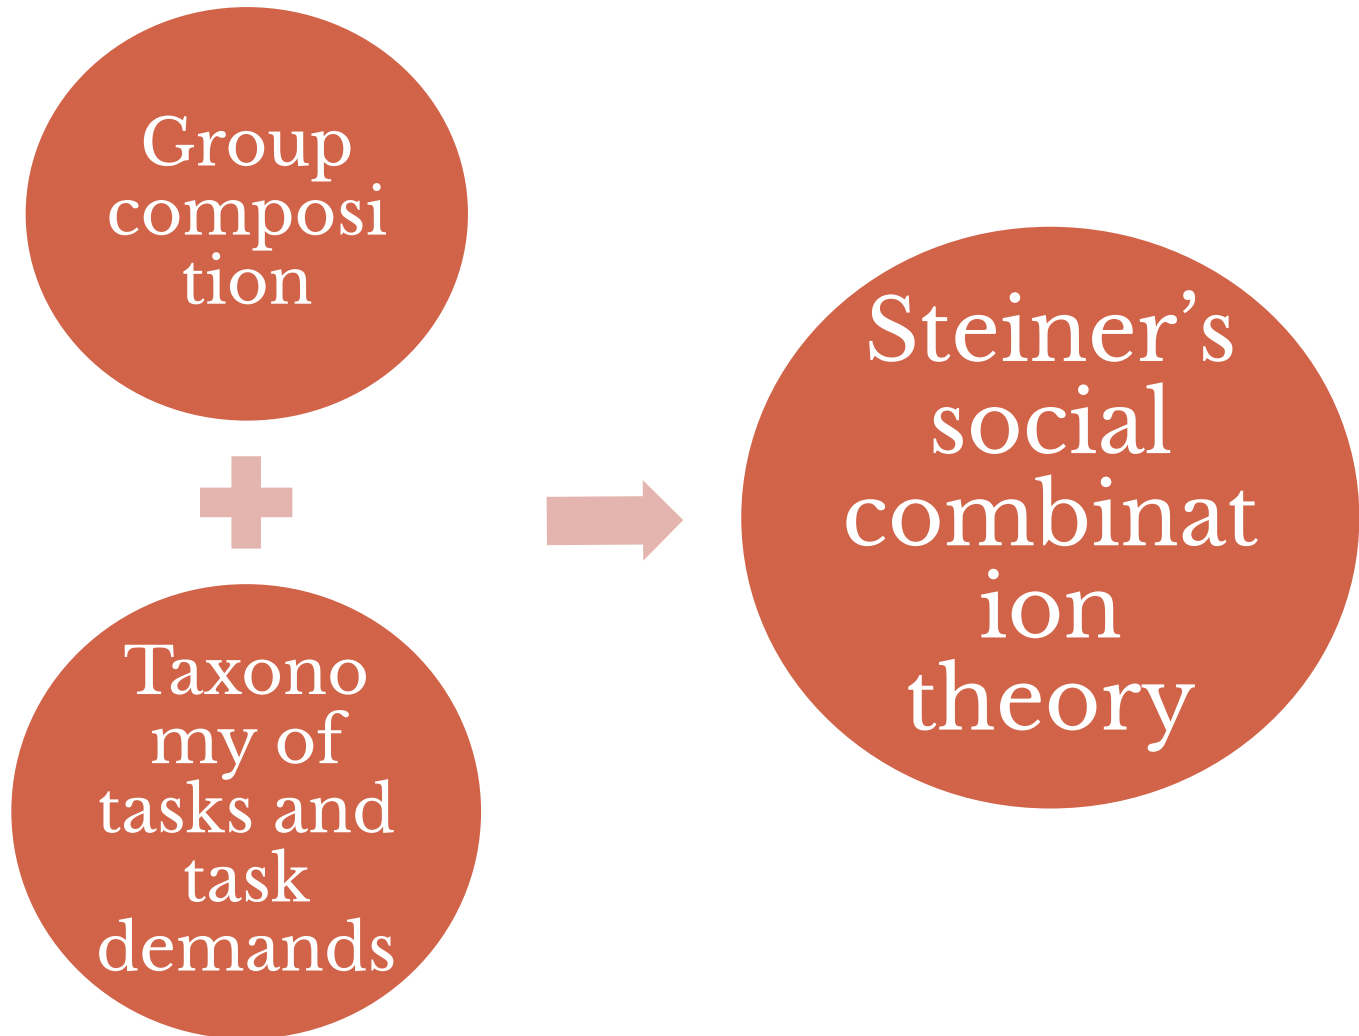 Group
composi
tion
Taxono
my of
tasks and
task
demands
Steiner’s
social
combinat
ion
theory